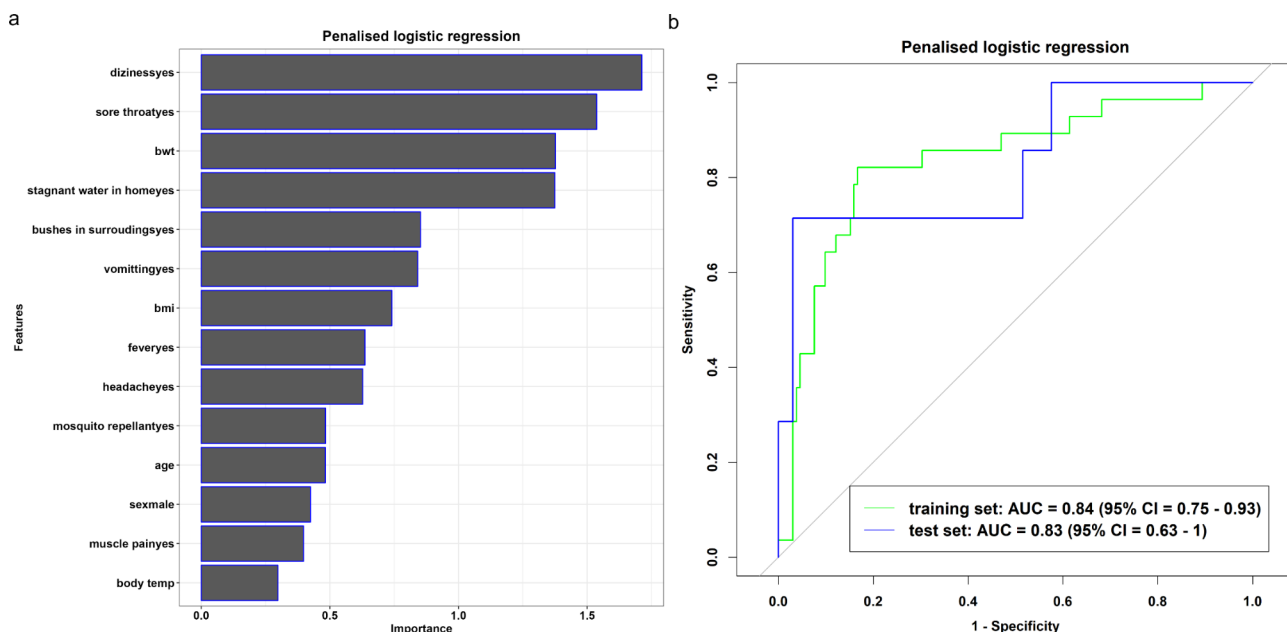 a
Penalised logistic regression
Features
dizinessyes
sore throatyes
bwt
stagnant water in homeyes
bushes in surroudingsyes
vomittingyes
bmi
feveryes
headacheyes
mosquito repellantyes
age
sexmale
muscle painyes
body temp
0.0 0.5 1.0 1.5
Importance
b
Penalised logistic regression
Sensitivity
1.0
0.8
0.6
0.4
0.2
0.0
training set: AUC = 0.84 (95% CI = 0.75 - 0.93)
test set: AUC = 0.83 (95% CI = 0.63 - 1)
0.0 0.2 0.4 0.6 0.8 1.0
1 - Specificity